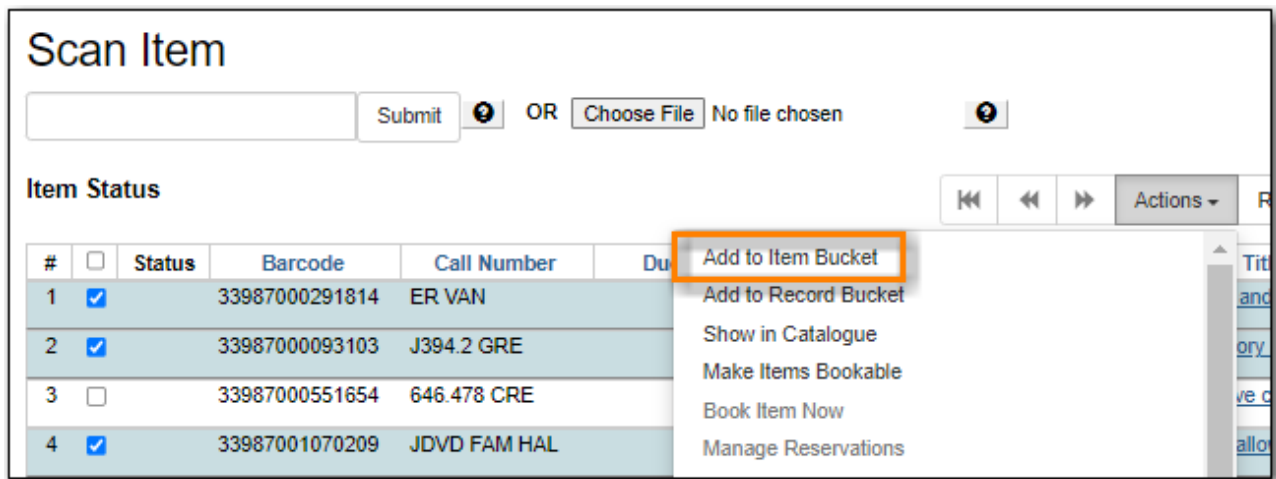 Scan Item
Submit OR Choose File No file chosen
Item Status
Actions
Add to Item Bucket
Add to Record Bucket
Show in Catalogue
Make Items Bookable
Book Item Now
Manage Reservations
# Status Barcode Call Number
1 33987000291814 ER VAN and
2 33987000093103 J394.2 GRE
3 33987000551654 646.478 CRE
4 33987001070209 JDVD FAM HAL